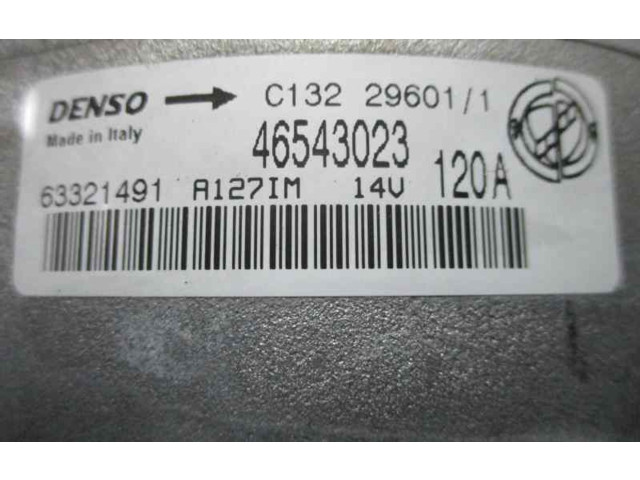 DENSO → C132 29601/1
Made in Italy
46543023
63321491 A127IM 14V 120A